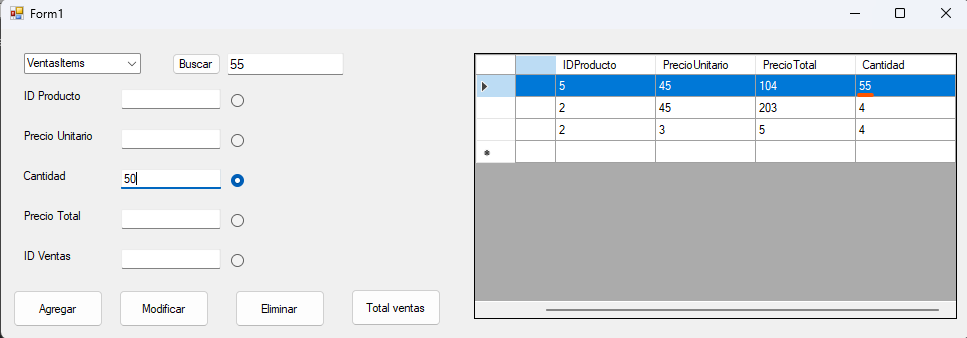 Form1
VentasItems Buscar 55
ID Producto
Precio Unitario
Cantidad 50
Precio Total
ID Ventas
Agregar Modificar Eliminar Total ventas
IDProducto PrecioUnitario PrecioTotal Cantidad
5 45 104 55
2 45 203 4
2 3 5 4